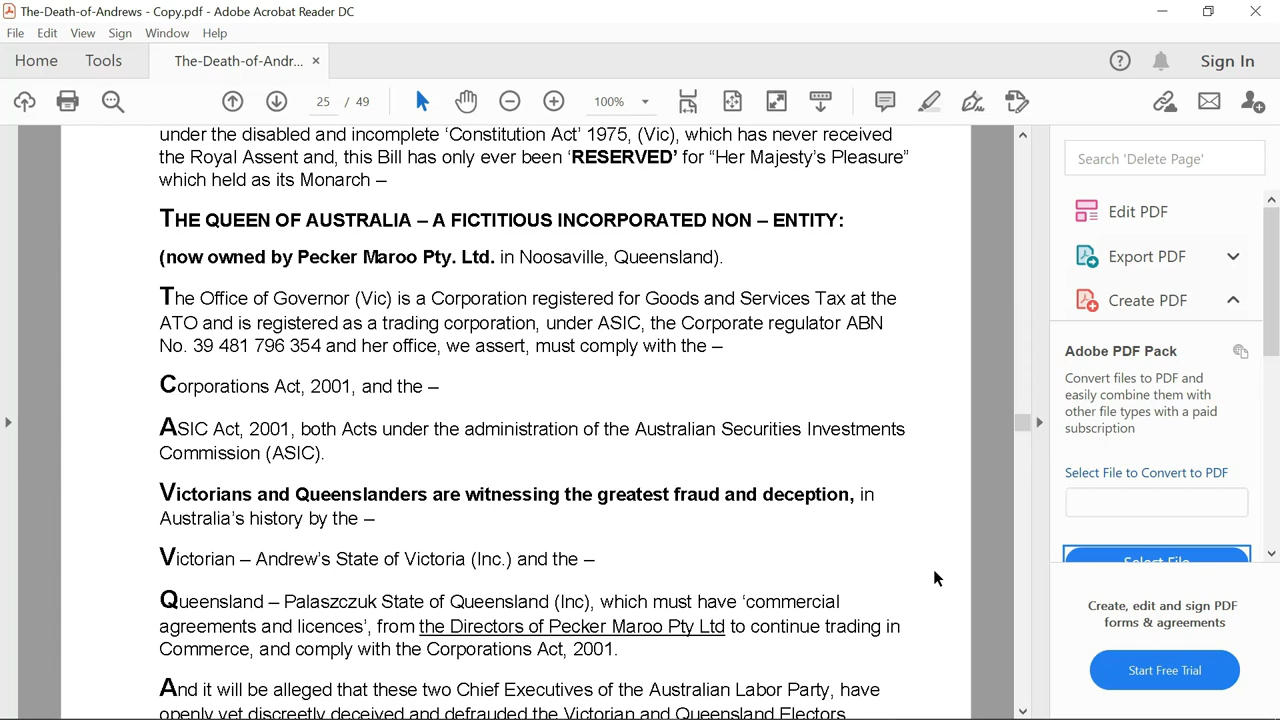 The-Death-of-Andrews - Copy.pdf - Adobe Acrobat Reader DC
File Edit View Sign Window Help
Home Tools The-Death-of-Andr... × Sign In
25 / 49 100%
under the disabled and incomplete ‘Constitution Act’ 1975, (Vic), which has never received
the Royal Assent and, this Bill has only ever been ‘RESERVED’ for “Her Majesty’s Pleasure”
which held as its Monarch –
THE QUEEN OF AUSTRALIA – A FICTITIOUS INCORPORATED NON – ENTITY:
(now owned by Pecker Maroo Pty. Ltd. in Noosaville, Queensland).
The Office of Governor (Vic) is a Corporation registered for Goods and Services Tax at the
ATO and is registered as a trading corporation, under ASIC, the Corporate regulator ABN
No. 39 481 796 354 and her office, we assert, must comply with the –
Corporations Act, 2001, and the –
ASIC Act, 2001, both Acts under the administration of the Australian Securities Investments
Commission (ASIC).
Victorians and Queenslanders are witnessing the greatest fraud and deception, in
Australia’s history by the –
Victorian – Andrew’s State of Victoria (Inc.) and the –
Queensland – Palaszczuk State of Queensland (Inc), which must have ‘commercial
agreements and licences’, from the Directors of Pecker Maroo Pty Ltd to continue trading in
Commerce, and comply with the Corporations Act, 2001.
And it will be alleged that these two Chief Executives of the Australian Labor Party, have
openly yet discreetly deceived and defrauded the Victorian and Queensland Electors
Search 'Delete Page'
Edit PDF
Export PDF
Create PDF
Adobe PDF Pack
Convert files to PDF and
easily combine them with
other file types with a paid
subscription
Select File to Convert to PDF
Select File
Create, edit and sign PDF
forms & agreements
Start Free Trial